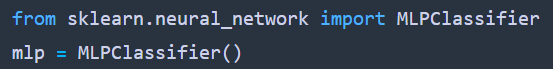 from sklearn.neural_network import MLPClassifier
mlp = MLPClassifier()